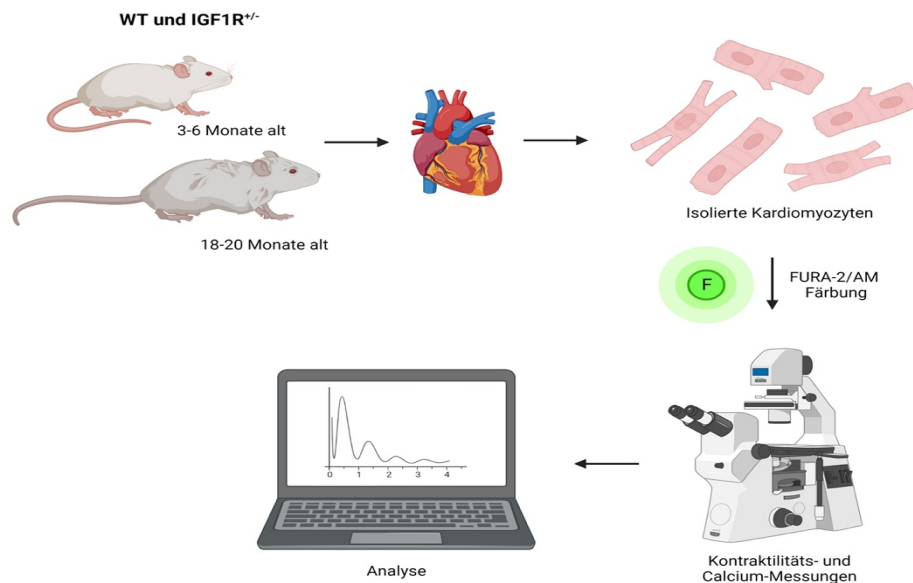 WT und IGF1R+/-
3-6 Monate alt
18-20 Monate alt
Isolierte Kardiomyozyten
F
FURA-2/AM
Färbung
0 1 2 3 4
Analyse
Kontraktilitäts- und
Calcium-Messungen